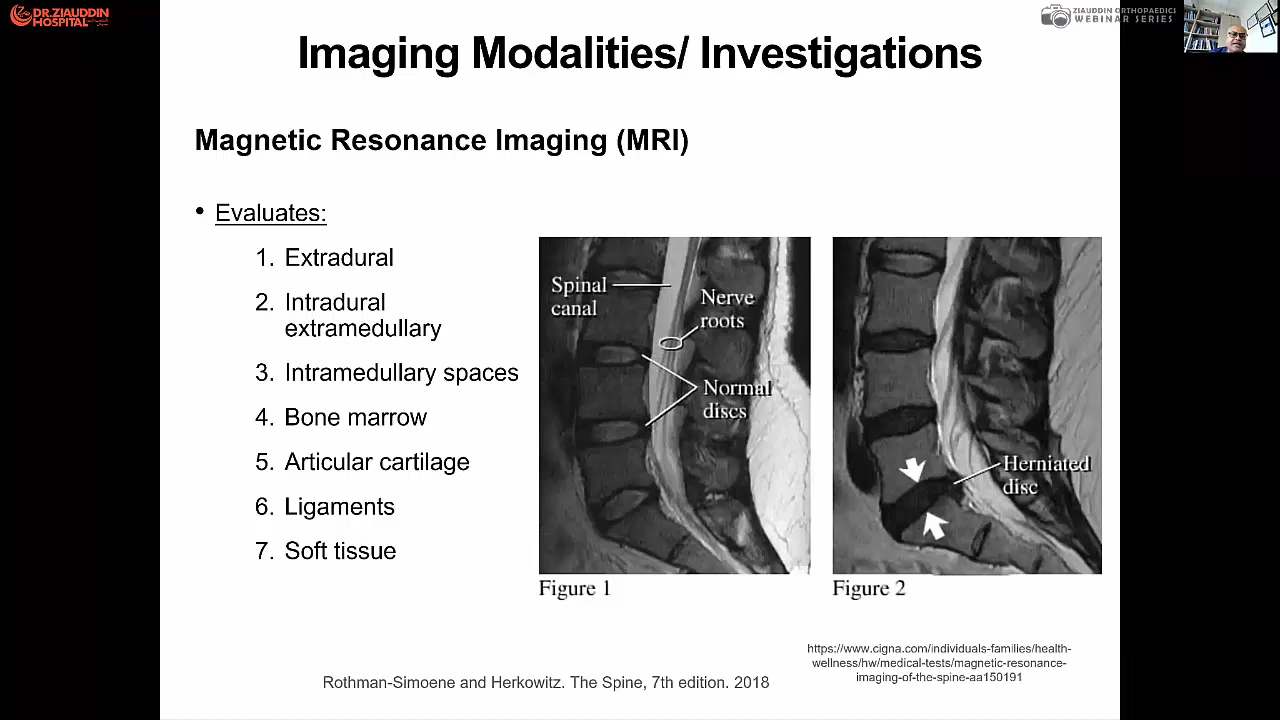 DR.ZIAUDDIN
HOSPITAL
ZIAUDDIN ORTHOPAEDICS
WEBINAR SERIES
Imaging Modalities/ Investigations
Magnetic Resonance Imaging (MRI)
• Evaluates:
1. Extradural
2. Intradural
extramedullary
3. Intramedullary spaces
4. Bone marrow
5. Articular cartilage
6. Ligaments
7. Soft tissue
Spinal
canal
Nerve
roots
Normal
discs
Figure 1
Herniated
disc
Figure 2
https://www.cigna.com/individuals-families/health-
wellness/hw/medical-tests/magnetic-resonance-
imaging-of-the-spine-aa150191
Rothman-Simoene and Herkowitz. The Spine, 7th edition. 2018